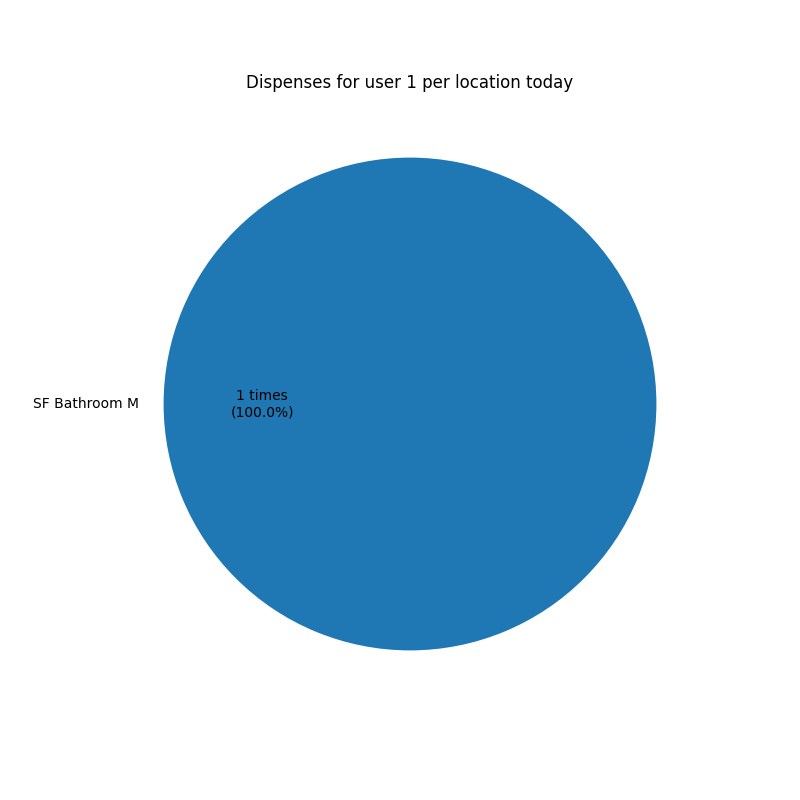 Dispenses for user 1 per location today
SF Bathroom M
1 times
(100.0%)